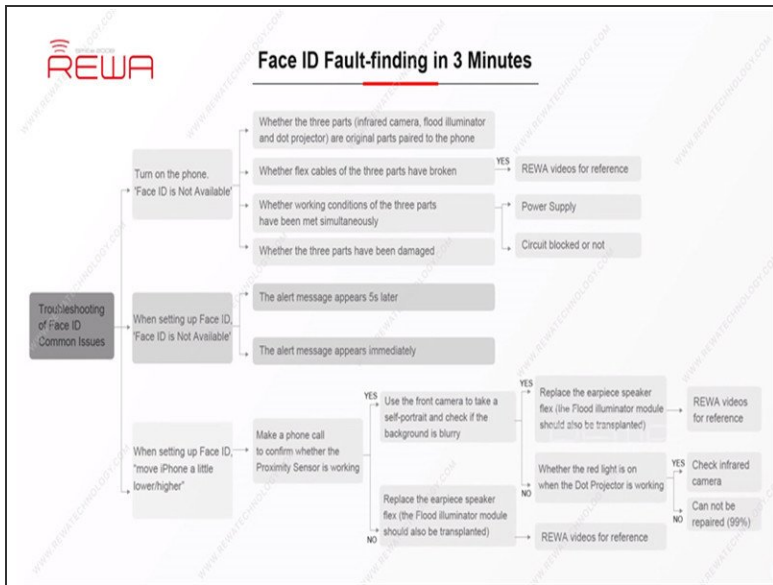 REWA
Face ID Fault-finding in 3 Minutes
Troubleshooting
of Face ID
Common Issues
Turn on the phone.
'Face ID is Not Available'
Whether the three parts (infrared camera, flood illuminator
and dot projector) are original parts paired to the phone
Whether flex cables of the three parts have broken
YES
REWA videos for reference
Whether working conditions of the three parts
have been met simultaneously
Power Supply
Circuit blocked or not
Whether the three parts have been damaged
When setting up Face ID,
'Face ID is Not Available'
The alert message appears 5s later
The alert message appears immediately
When setting up Face ID,
"move iPhone a little
lower/higher"
Make a phone call
to confirm whether the
Proximity Sensor is working
YES
Use the front camera to take a
self-portrait and check if the
background is blurry
YES
Replace the earpiece speaker
flex (the Flood illuminator module
should also be transplanted)
REWA videos
for reference
NO
Whether the red light is on
when the Dot Projector is working
YES
Check infrared
camera
NO
Can not be
repaired (99%)
NO
Replace the earpiece speaker
flex (the Flood illuminator module
should also be transplanted)
REWA videos for reference
WWW.REWATECHNOLOGY.COM